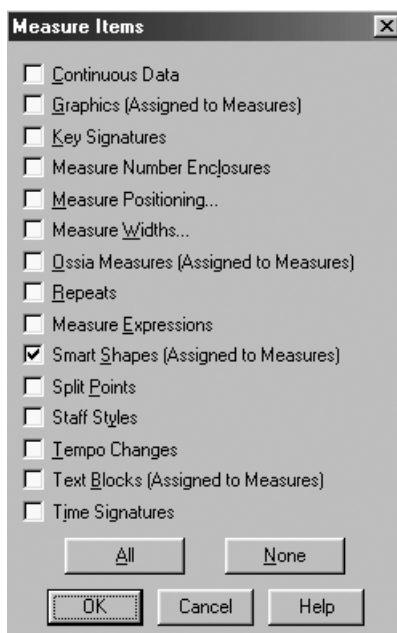 Measure Items
Continuous Data
Graphics (Assigned to Measures)
Key Signatures
Measure Number Enclosures
Measure Positioning...
Measure Widths...
Ossia Measures (Assigned to Measures)
Repeats
Measure Expressions
Smart Shapes (Assigned to Measures)
Split Points
Staff Styles
Tempo Changes
Text Blocks (Assigned to Measures)
Time Signatures
All None
OK Cancel Help